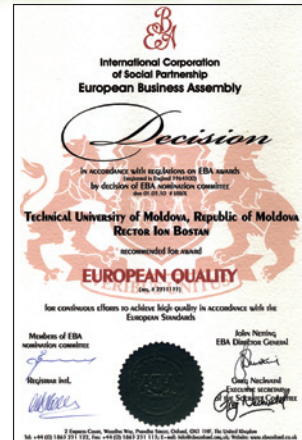 EBA
International Corporation
of Social Partnership
European Business Assembly
Decision
in accordance with regulations on EBA awards
by decision of EBA nomination committee
Technical University of Moldova, Republic of Moldova
Rector Ion Bostan
recommended for award
EUROPEAN QUALITY
for continuous efforts to achieve high quality in accordance with the
European Standards
Members of EBA
nomination committee
John Netting
EBA Director General
Registrar intl.
Executive secretary